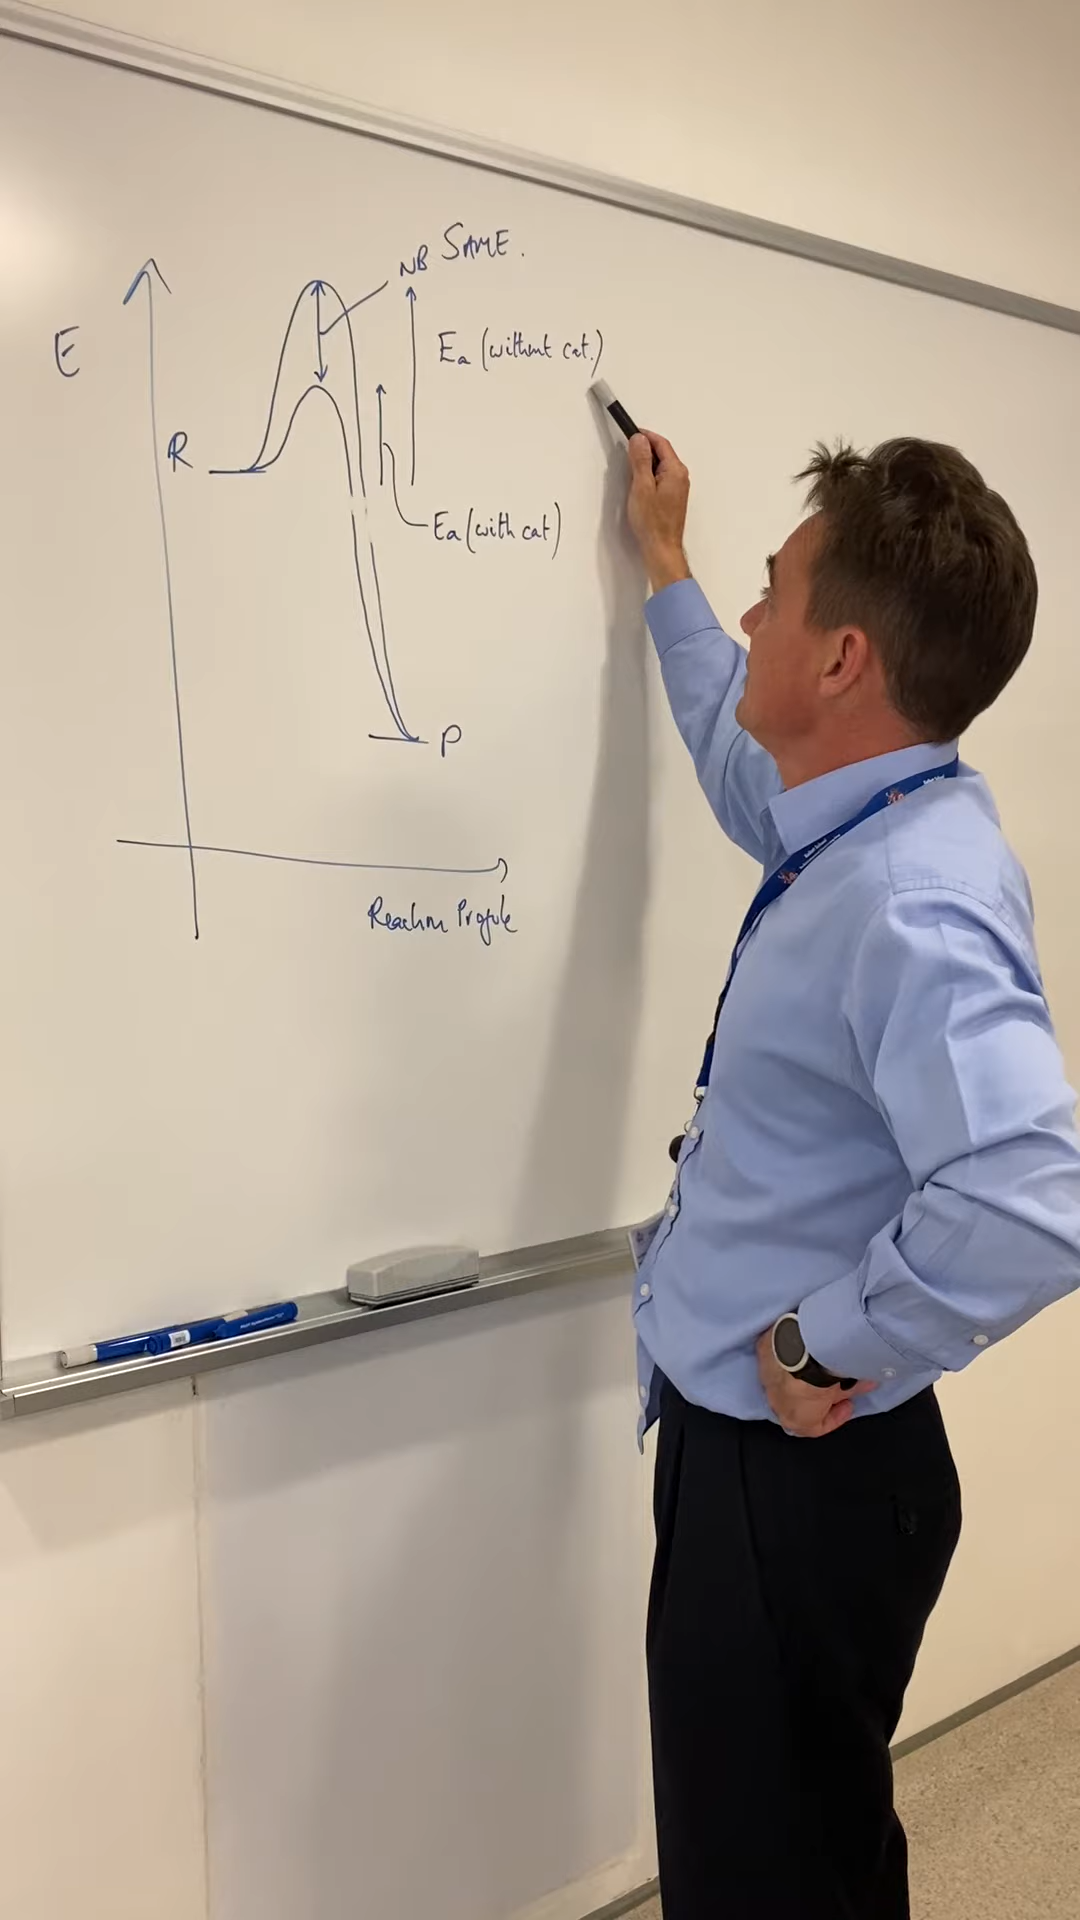 NB SAME.
E
Ea (without cat.)
R
Ea (with cat)
P
Reaction Profile